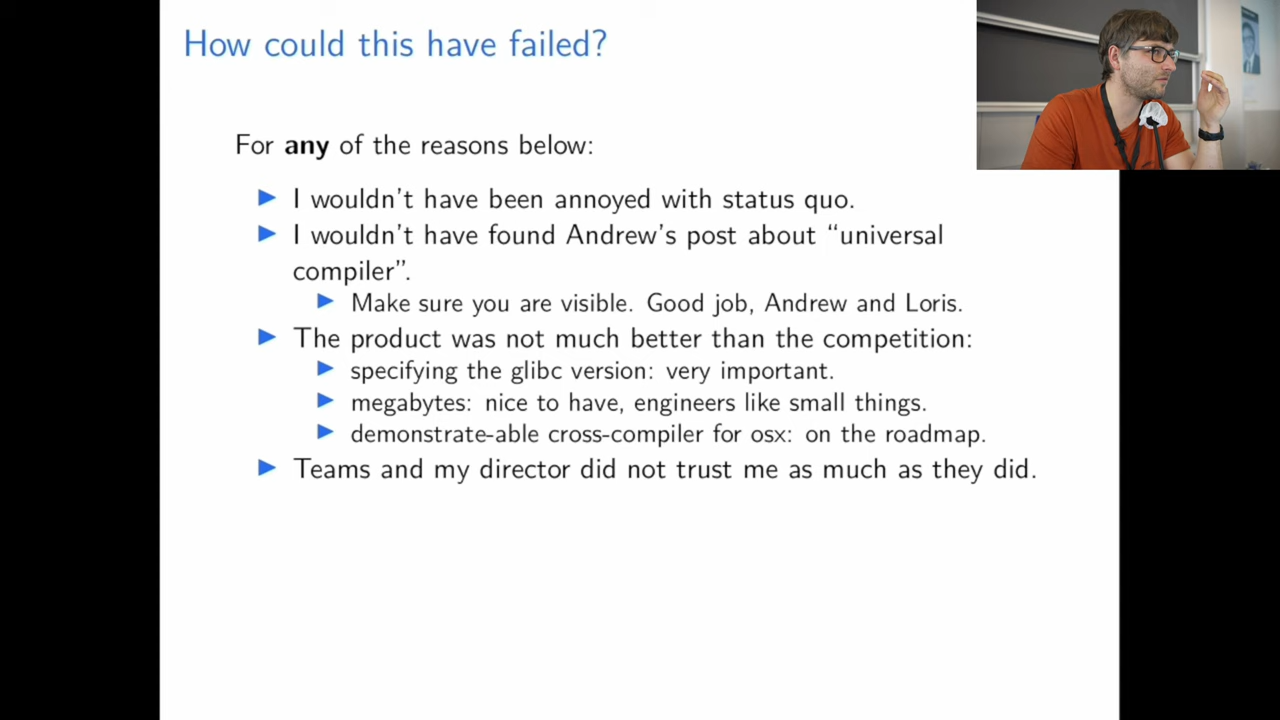 How could this have failed?
For any of the reasons below:
▶ I wouldn't have been annoyed with status quo.
▶ I wouldn't have found Andrew's post about “universal
compiler”.
▶ Make sure you are visible. Good job, Andrew and Loris.
▶ The product was not much better than the competition:
▶ specifying the glibc version: very important.
▶ megabytes: nice to have, engineers like small things.
▶ demonstrate-able cross-compiler for osx: on the roadmap.
▶ Teams and my director did not trust me as much as they did.